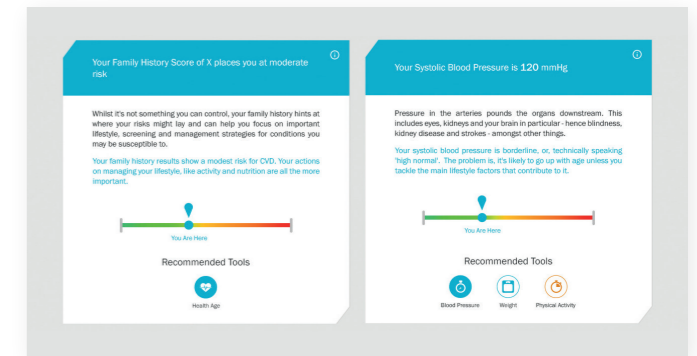 Your Family History Score of X places you at moderate
risk
Whilst it's not something you can control, your family history hints at
where your risks might lay and can help you focus on important
lifestyle, screening and management strategies for conditions you
may be susceptible to.
Your family history results show a modest risk for CVD. Your actions
on managing your lifestyle, like activity and nutrition are all the more
important.
You Are Here
Recommended Tools
Health Age
Your Systolic Blood Pressure is 120 mmHg
Pressure in the arteries pounds the organs downstream. This
includes eyes, kidneys and your brain in particular - hence blindness,
kidney disease and strokes - amongst other things.
Your systolic blood pressure is borderline, or, technically speaking
'high normal'. The problem is, it's likely to go up with age unless you
tackle the main lifestyle factors that contribute to it.
You Are Here
Recommended Tools
Blood Pressure Weight Physical Activity